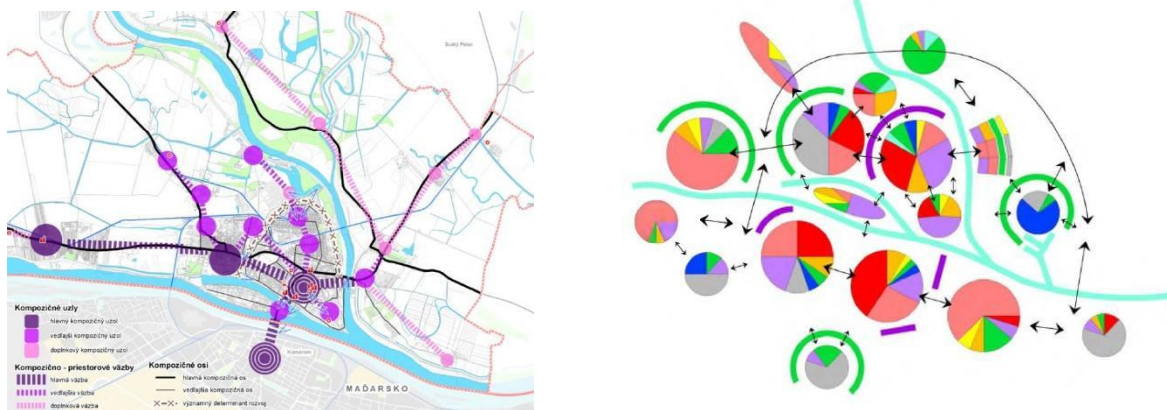 Kompozičné uzly
hlavný kompozičný uzol
vedľajší kompozičný uzol
doplnkový kompozičný uzol
Kompozično - priestorové väzby
hlavná väzba
vedľajšia väzba
doplnková väzba
Kompozičné osi
hlavná kompozičná os
vedľajšia kompozičná os
významný determinant rozvoj
MAĎARSKO